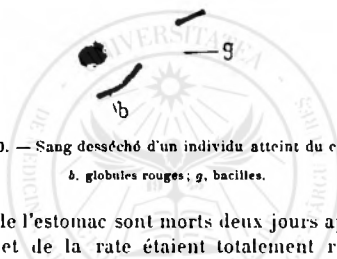 g
b
0. — Sang desséché d'un individu atteint du c
b. globules rouges; g, bacilles.
le l'estomac sont morts deux jours a
et de la rate étaient totalement r